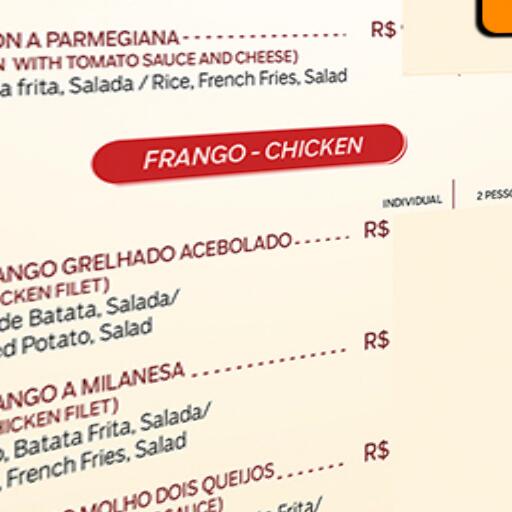 ON A PARMEGIANA R$
WITH TOMATO SAUCE AND CHEESE)
a frita, Salada / Rice, French Fries, Salad
FRANGO - CHICKEN
INDIVIDUAL | 2 PESSO
ANGO GRELHADO ACEBOLADO...... R$
CKEN FILET)
de Batata, Salada/
ed Potato, Salad
ANGO A MILANESA R$
HICKEN FILET)
, Batata Frita, Salada/
, French Fries, Salad
O MOLHO DOIS QUEIJOS....... R$
SAUCE)
Frita/